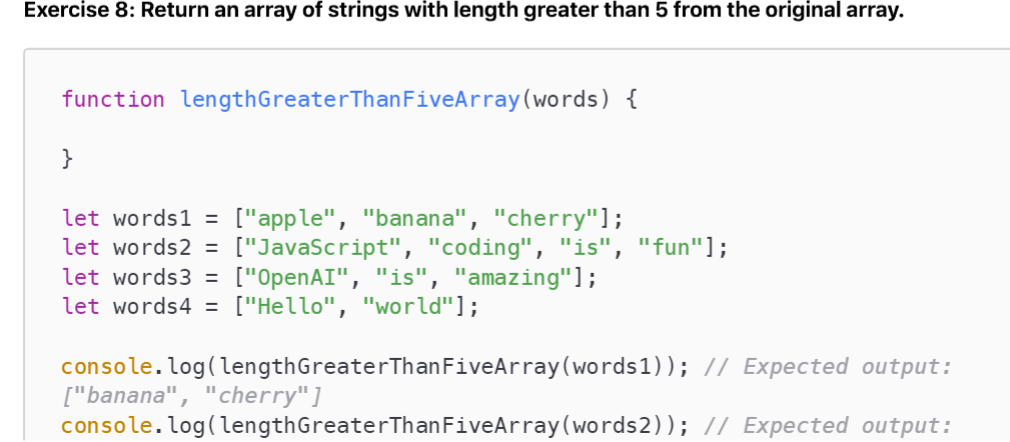 Exercise 8: Return an array of strings with length greater than 5 from the original array.
function lengthGreaterThanFiveArray(words) {
}
let words1 = ["apple", "banana", "cherry"];
let words2 = ["JavaScript", "coding", "is", "fun"];
let words3 = ["OpenAI", "is", "amazing"];
let words4 = ["Hello", "world"];
console.log(lengthGreaterThanFiveArray(words1)); // Expected output:
["banana", "cherry"]
console.log(lengthGreaterThanFiveArray(words2)); // Expected output: